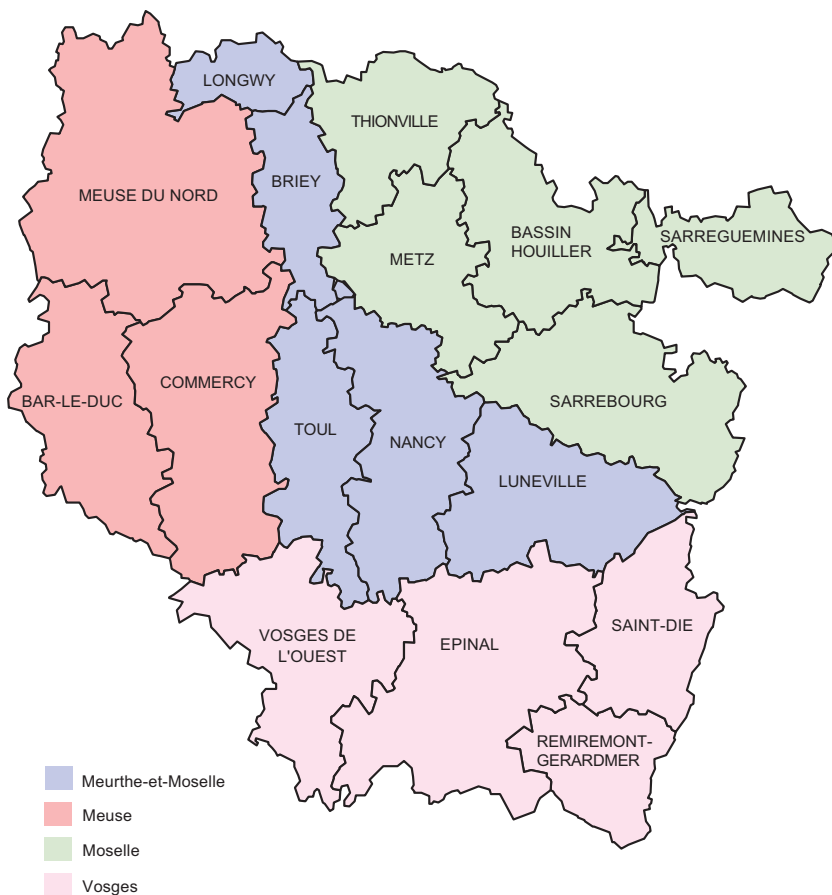 LONGWY
THIONVILLE
BRIEY
MEUSE DU NORD
BASSIN
HOUILLER
SARREGUEMINES
METZ
BAR-LE-DUC
COMMERCY
SARREBOURG
TOUL
NANCY
LUNEVILLE
SAINT-DIE
VOSGES DE
L'OUEST
EPINAL
REMIREMONT-
GERARDMER
Meurthe-et-Moselle
Meuse
Moselle
Vosges